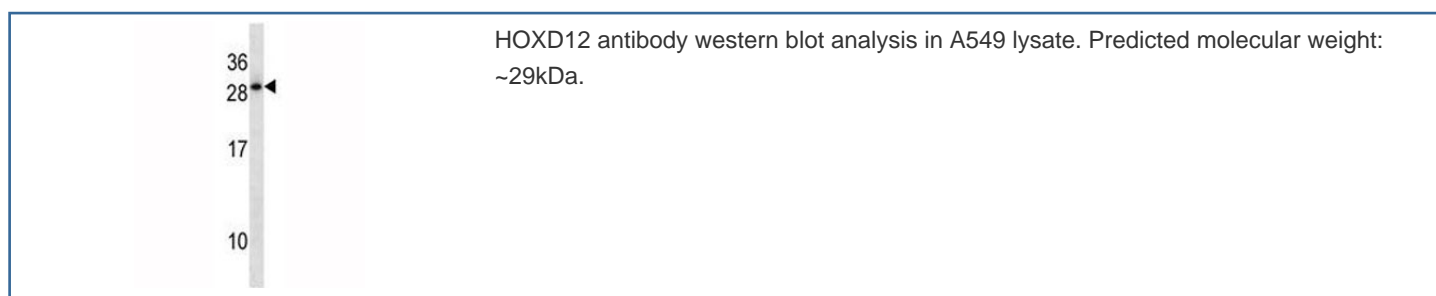 36
28
17
10
HOXD12 antibody western blot analysis in A549 lysate. Predicted molecular weight:
~29kDa.